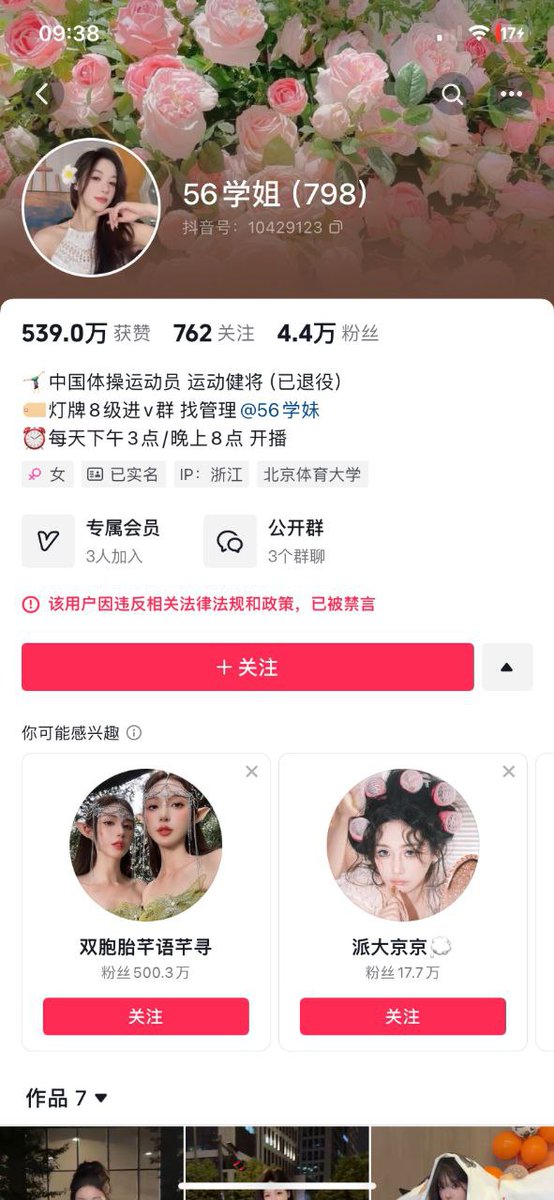 09:38
17
56学姐（798）
抖音号：10429123
539.0万 获赞 762 关注 4.4万 粉丝
中国体操运动员 运动健将（已退役）
灯牌8级进v群 找管理 @56学妹
每天下午3点/晚上8点 开播
女 已实名 IP：浙江 北京体育大学
专属会员 公开群
3人加入 3个群聊
该用户因违反相关法律法规和政策，已被禁言
+ 关注
你可能感兴趣
双胞胎芊语芊寻 派大京京
粉丝500.3万 粉丝17.7万
关注 关注
作品 7